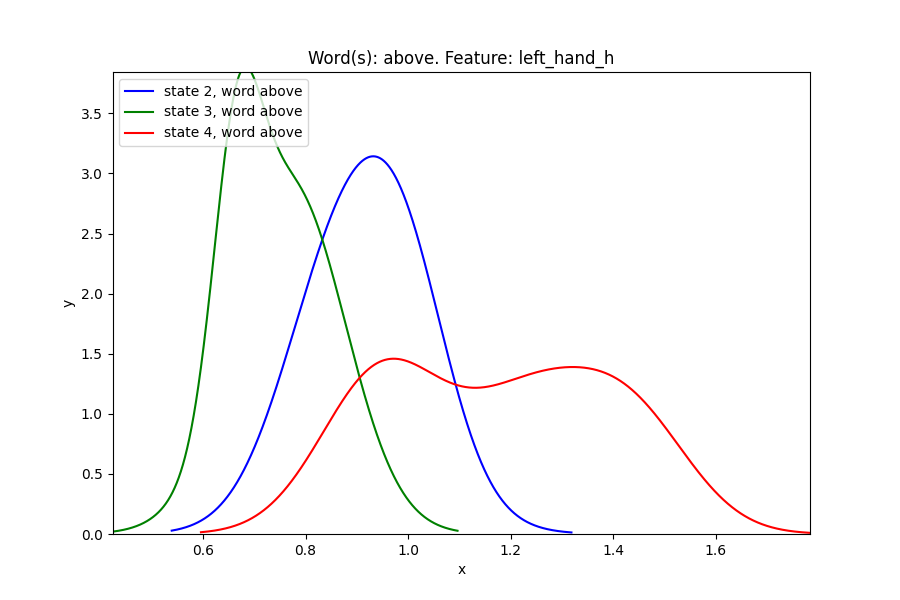 Word(s): above. Feature: left_hand_h
state 2, word above
state 3, word above
state 4, word above
3.5
3.0
2.5
2.0
1.5
1.0
0.5
0.0
y
0.6 0.8 1.0 1.2 1.4 1.6
x